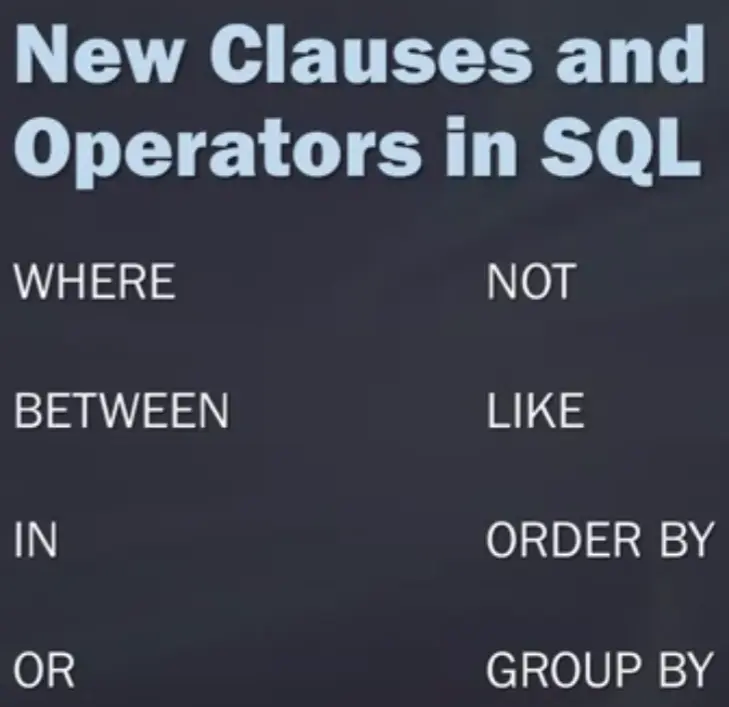 New Clauses and
Operators in SQL
WHERE
BETWEEN
IN
OR
NOT
LIKE
ORDER BY
GROUP BY